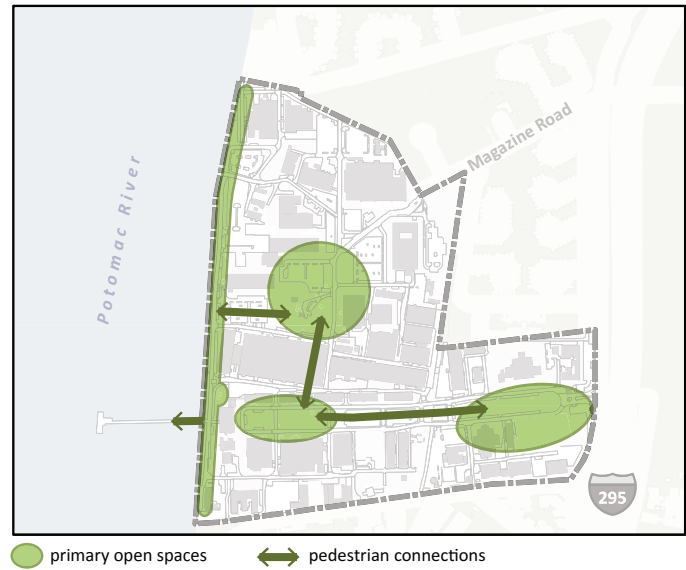 Magazine Road
Potomac River
295
primary open spaces
pedestrian connections